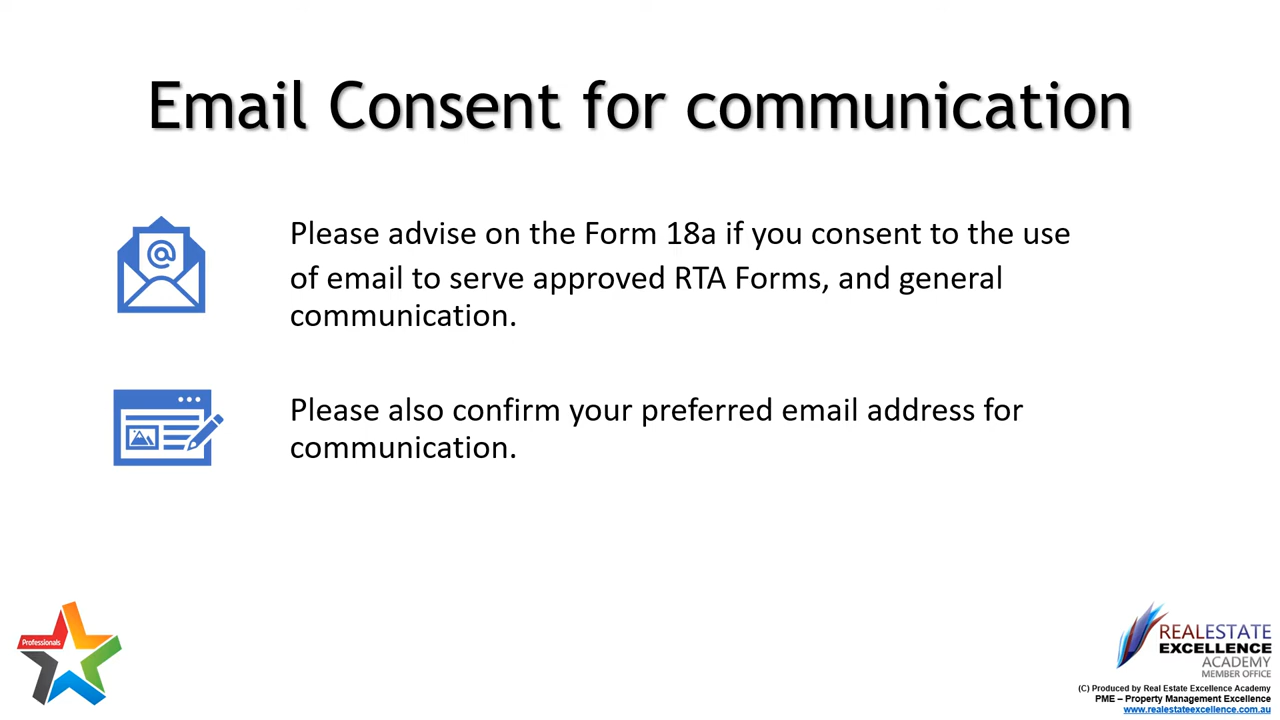 Email Consent for communication
@
Please advise on the Form 18a if you consent to the use
of email to serve approved RTA Forms, and general
communication.
Please also confirm your preferred email address for
communication.
Professionals
REALESTATE
EXCELLENCE
ACADEMY
MEMBER OFFICE
(C) Produced by Real Estate Excellence Academy
PME – Property Management Excellence
www.realestateexcellence.com.au